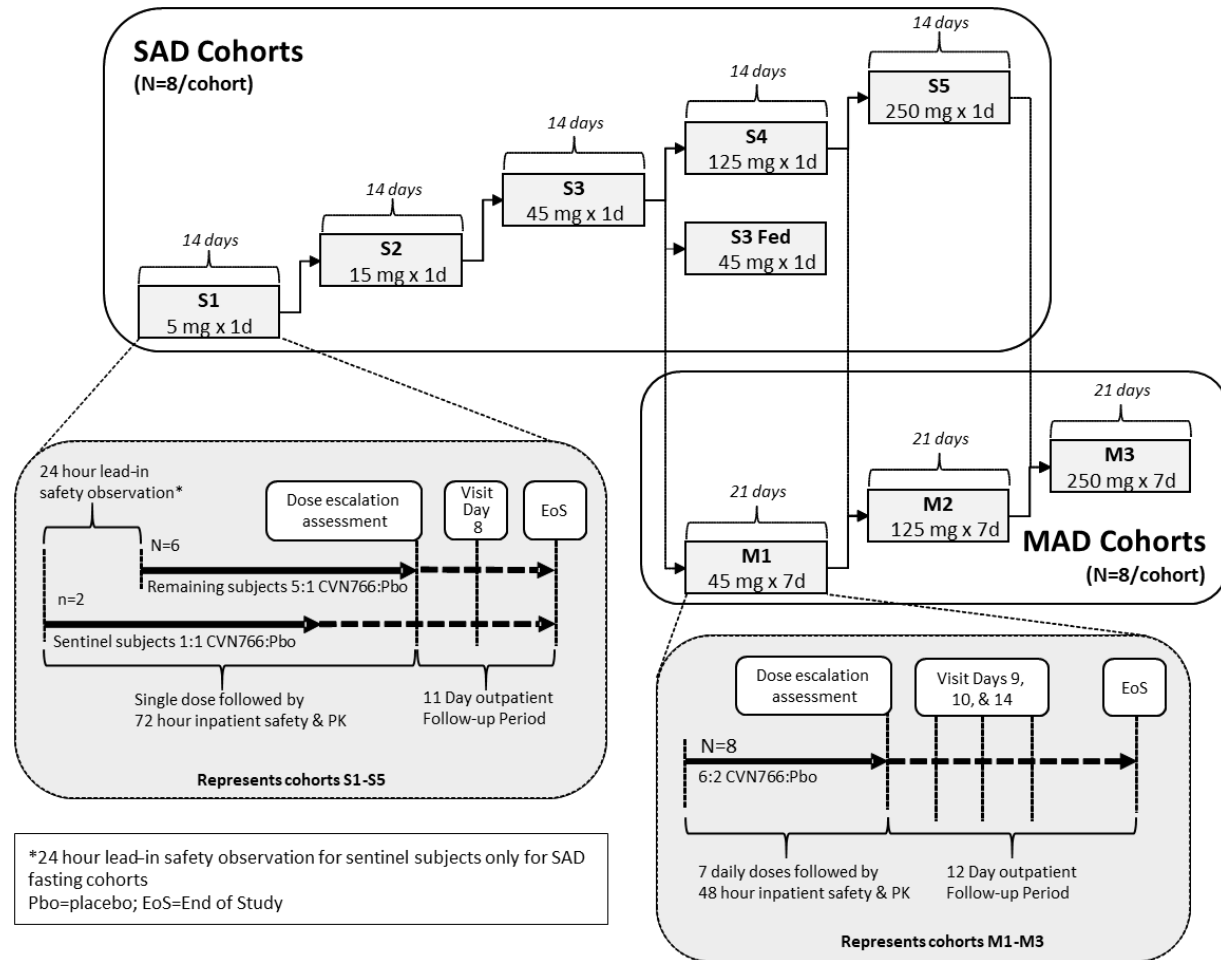 SAD Cohorts
(N=8/cohort)
14 days
S1
5 mg x 1d
14 days
S2
15 mg x 1d
14 days
S3
45 mg x 1d
14 days
S4
125 mg x 1d
S3 Fed
45 mg x 1d
14 days
S5
250 mg x 1d
MAD Cohorts
(N=8/cohort)
21 days
M1
45 mg x 7d
21 days
M2
125 mg x 7d
21 days
M3
250 mg x 7d
24 hour lead-in
safety observation*
Dose escalation
assessment
Visit
Day
8
EoS
N=6
Remaining subjects 5:1 CVN766:Pbo
n=2
Sentinel subjects 1:1 CVN766:Pbo
Single dose followed by
72 hour inpatient safety & PK
11 Day outpatient
Follow-up Period
Represents cohorts S1-S5
Dose escalation
assessment
Visit Days 9,
10, & 14
EoS
N=8
6:2 CVN766:Pbo
7 daily doses followed by
48 hour inpatient safety & PK
12 Day outpatient
Follow-up Period
Represents cohorts M1-M3
*24 hour lead-in safety observation for sentinel subjects only for SAD
fasting cohorts
Pbo=placebo; EoS=End of Study